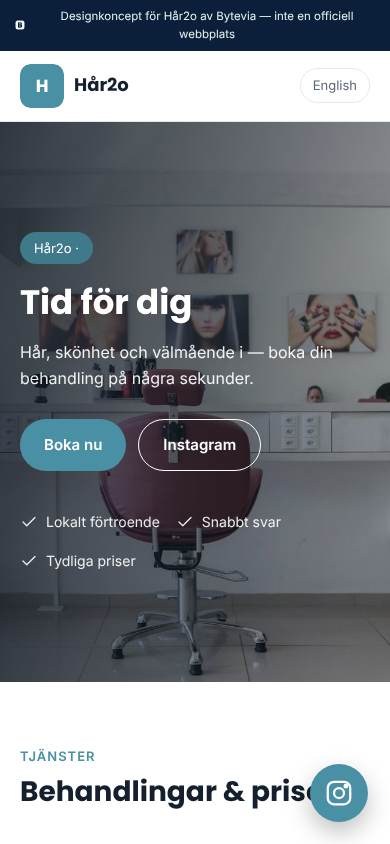 Designkoncept för Hår2o av Bytevia — inte en officiell
webbplats
H
Hår2o
English
Hår2o ·
Tid för dig
Hår, skönhet och välmående i — boka din
behandling på några sekunder.
Boka nu
Instagram
Lokalt förtroende
Snabbt svar
Tydliga priser
TJÄNSTER
Behandlingar &